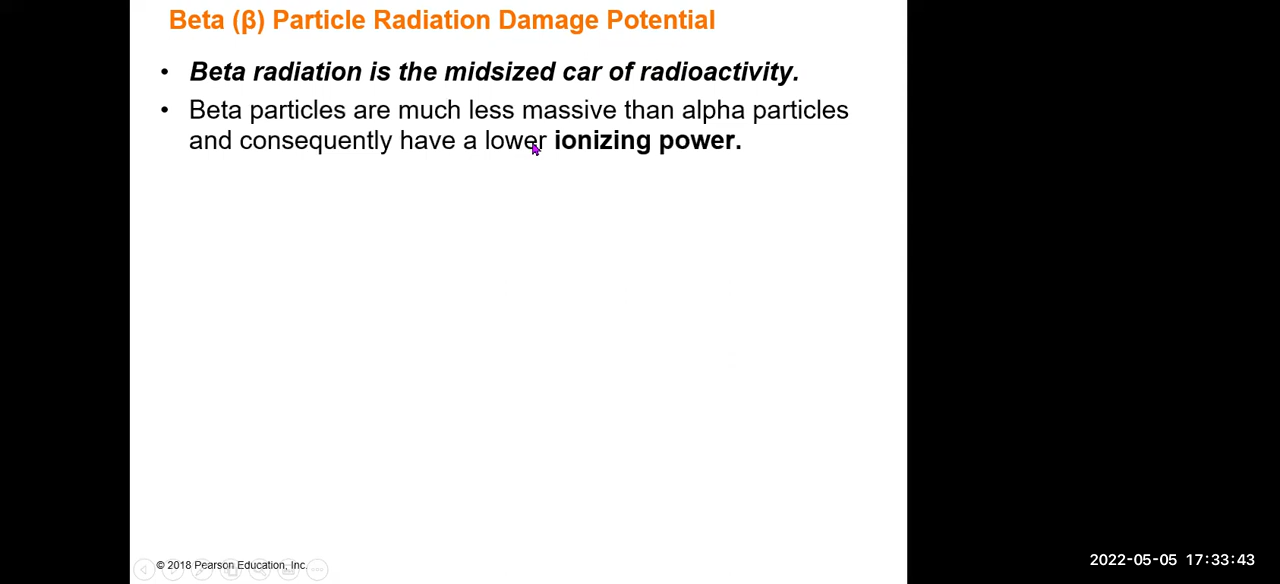 Beta (β) Particle Radiation Damage Potential
• Beta radiation is the midsized car of radioactivity.
• Beta particles are much less massive than alpha particles
and consequently have a lower ionizing power.
© 2018 Pearson Education, Inc.
2022-05-05 17:33:43